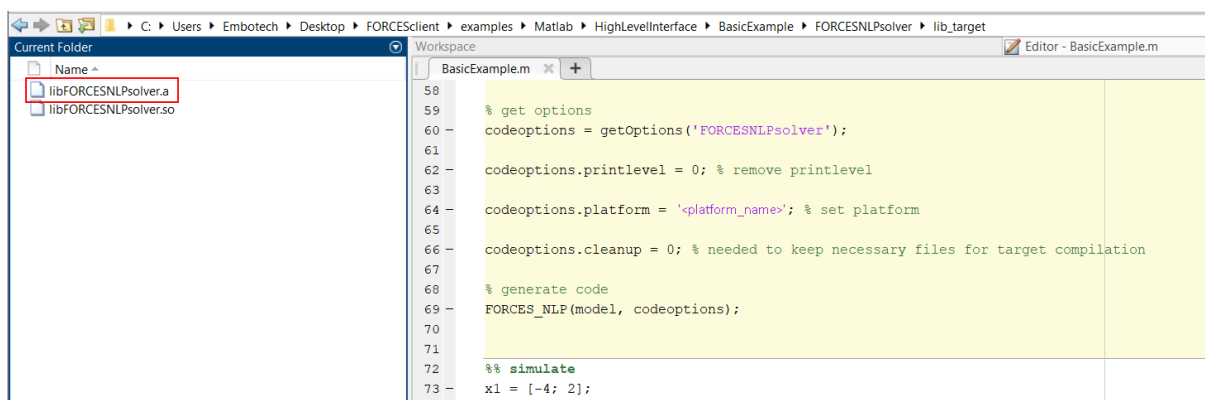 C: Users Embotech Desktop FORCESclient examples Matlab HighLevelInterface BasicExample FORCESNLPsolver lib_target
Current Folder
Name
libFORCESNLPsolver.a
libFORCESNLPsolver.so
Workspace
Editor - BasicExample.m
BasicExample.m
58
59 % get options
60 codeoptions = getOptions('FORCESNLPsolver');
61
62 codeoptions.printlevel = 0; % remove printlevel
63
64 codeoptions.platform = '<platform_name>'; % set platform
65
66 codeoptions.cleanup = 0; % needed to keep necessary files for target compilation
67
68 % generate code
69 FORCES_NLP(model, codeoptions);
70
71
72 %% simulate
73 x1 = [-4; 2];